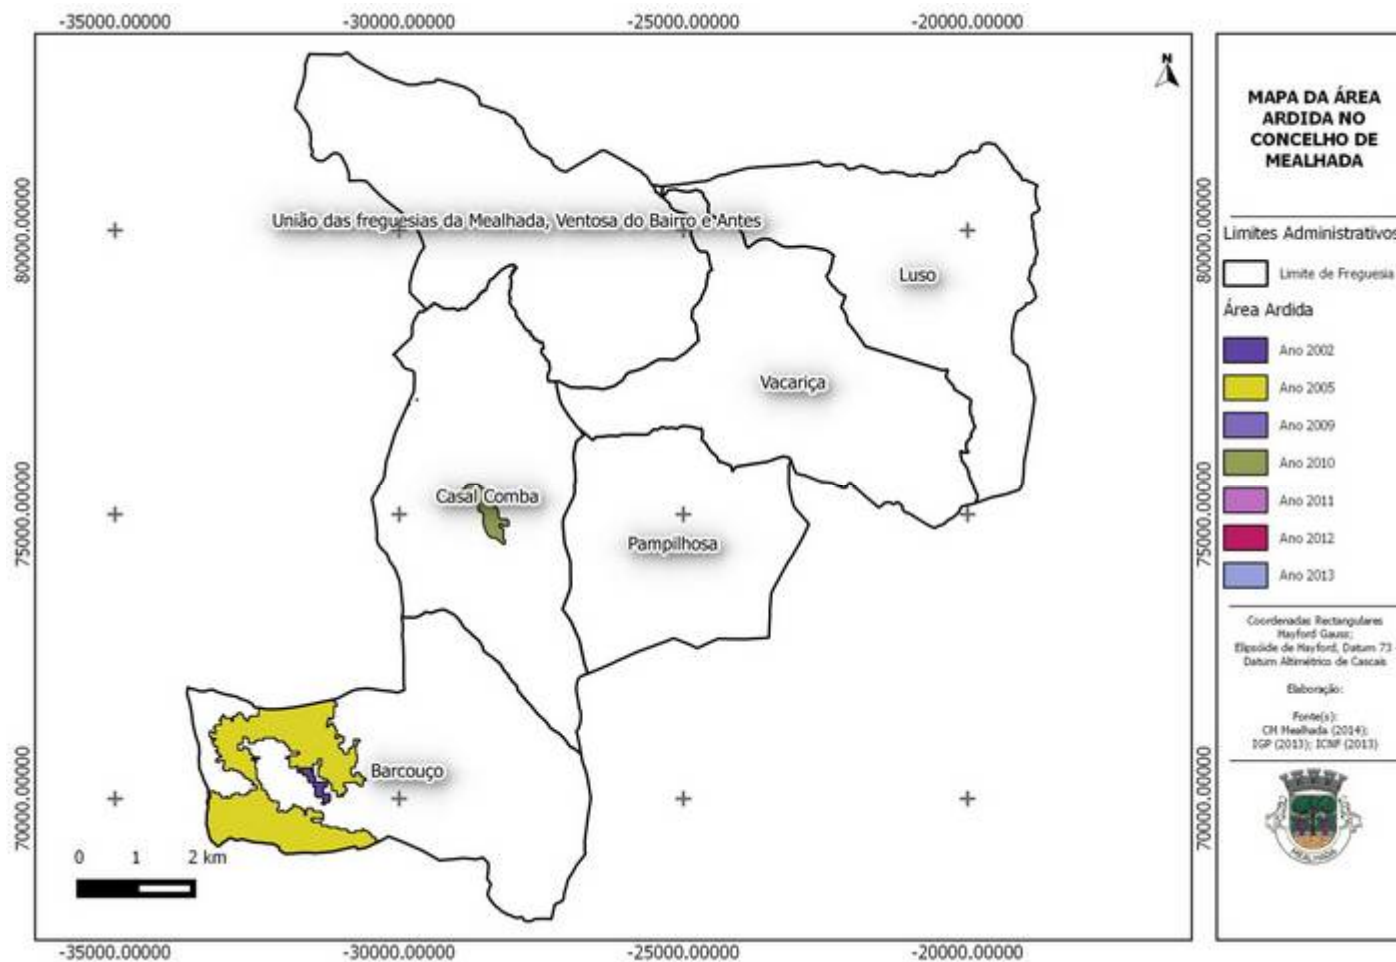 -35000.00000 -30000.00000 -25000.00000 -20000.00000
N
80000.00000
75000.00000
70000.00000
União das freguesias da Mealhada, Ventosa do Bairro e Antes
Luso
Vacariça
Casal Comba
Pampilhosa
Barcouço
0 1 2 km
80000.00000
75000.00000
70000.00000
-35000.00000 -30000.00000 -25000.00000 -20000.00000
MAPA DA ÁREA
ARDIDA NO
CONCELHO DE
MEALHADA
Limites Administrativos
Limite de Freguesia
Área Ardida
Ano 2002
Ano 2005
Ano 2009
Ano 2010
Ano 2011
Ano 2012
Ano 2013
Coordenadas Rectangulares
Hayford Gauss;
Elipsóide de Hayford, Datum 73 -
Datum Altimétrico de Cascais
Elaboração:
Fonte(s):
CM Mealhada (2014);
IGP (2013); ICNF (2013)
MEALHADA